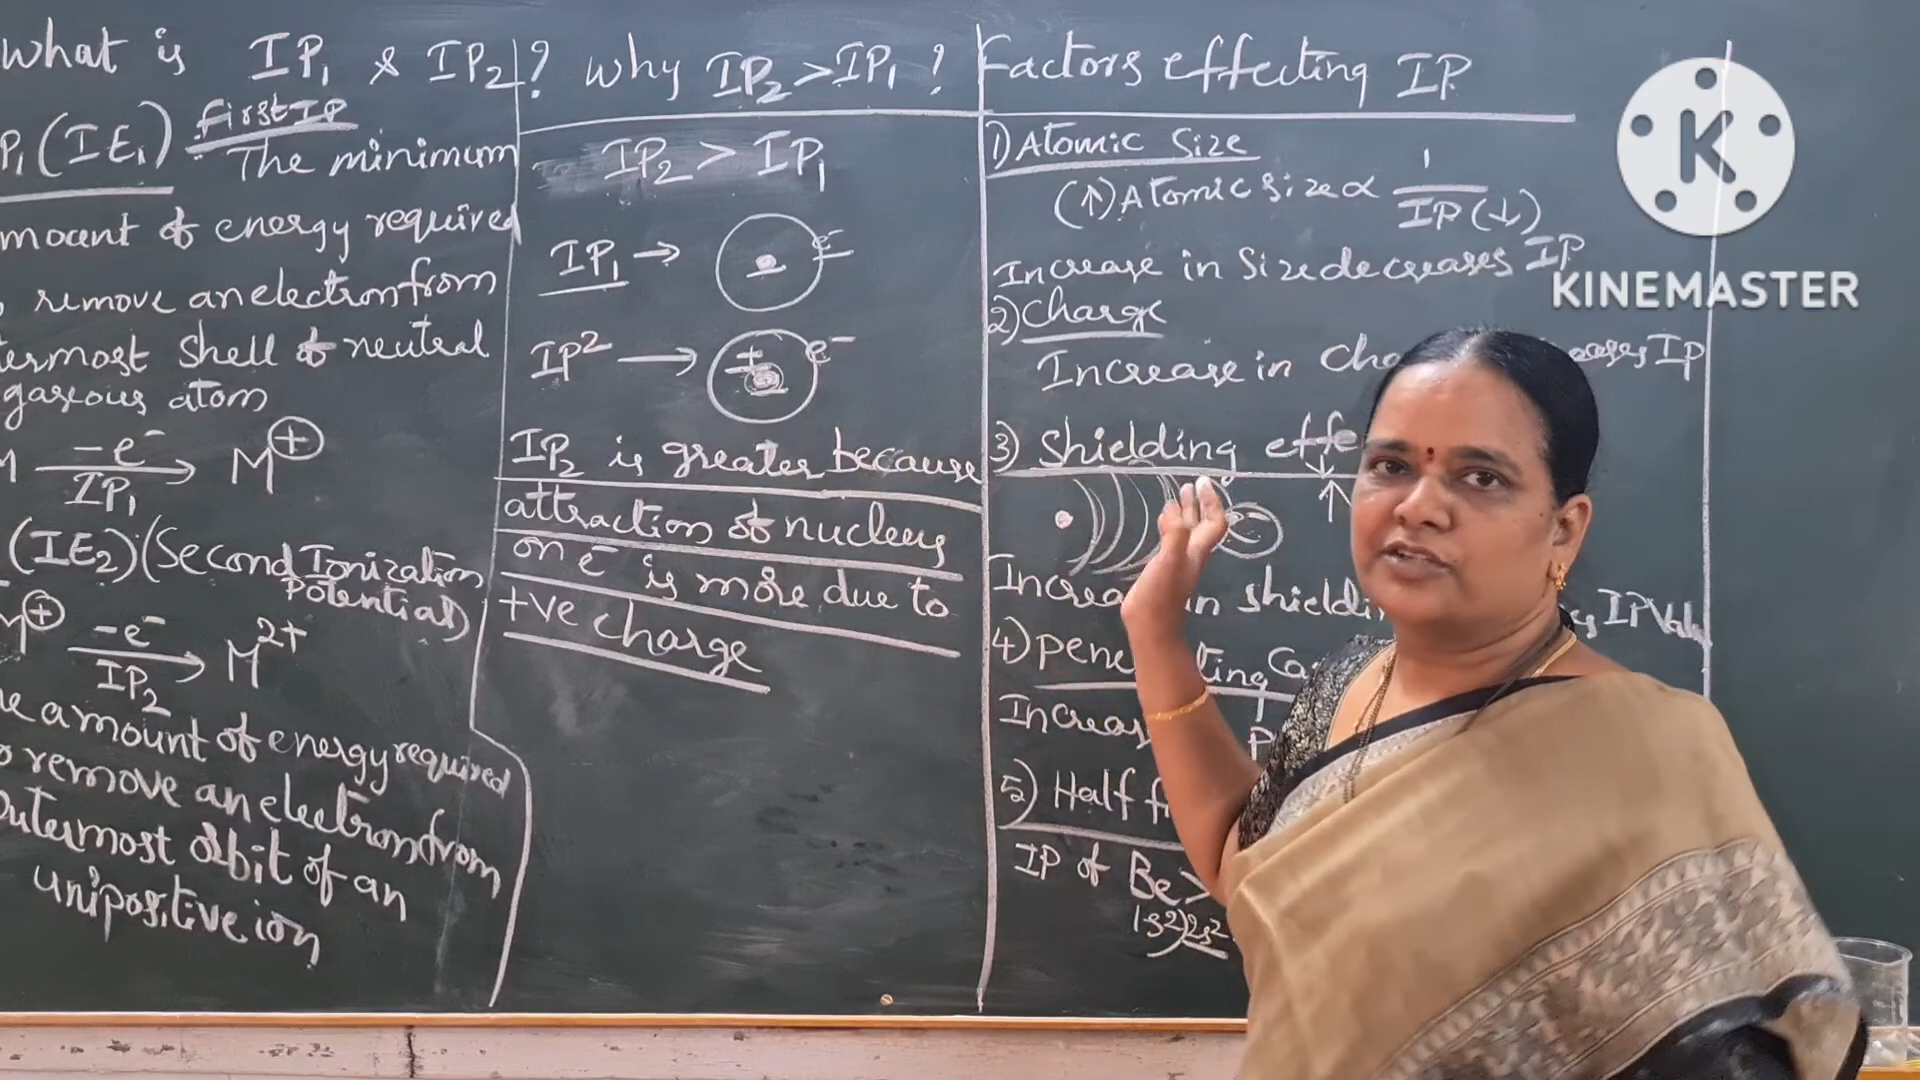 what is IP1 & IP2? why IP2>IP1?
P1(IE1) first IP
The minimum
mount of energy required
remove an electron from
termost shell of neutral
gaseous atom
M -e- IP1 → M+
(IE2)(Second Ionization
Potential)
M+ -e- IP2 → M2+
e amount of energy required
o remove an electron from
outermost orbit of an
unipositive ion
IP2 > IP1
IP1 → e-
IP2 → + e-
IP2 is greater because
attraction of nucleus
on e- is more due to
+ve charge
Factors effecting IP
1) Atomic Size
(↑) Atomic size ∝ 1/IP(↓)
Increase in size decreases IP
2) Charge
Increase in cha eases IP
3) Shielding effe
Increa in shieldi IP Valu
4) Pene ting Ca
Increas P
5) Half f
IP of Be >
1s2)2s2
K
KINEMASTER